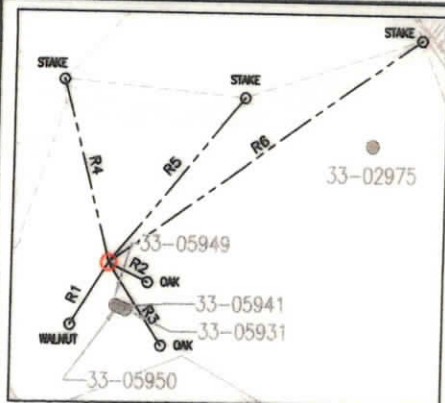 STAKE
STAKE
STAKE
R6
R5
R4
33-02975
33-05949
R2
OAK
R1
33-05941
R3
33-05931
WALNUT
OAK
33-05950